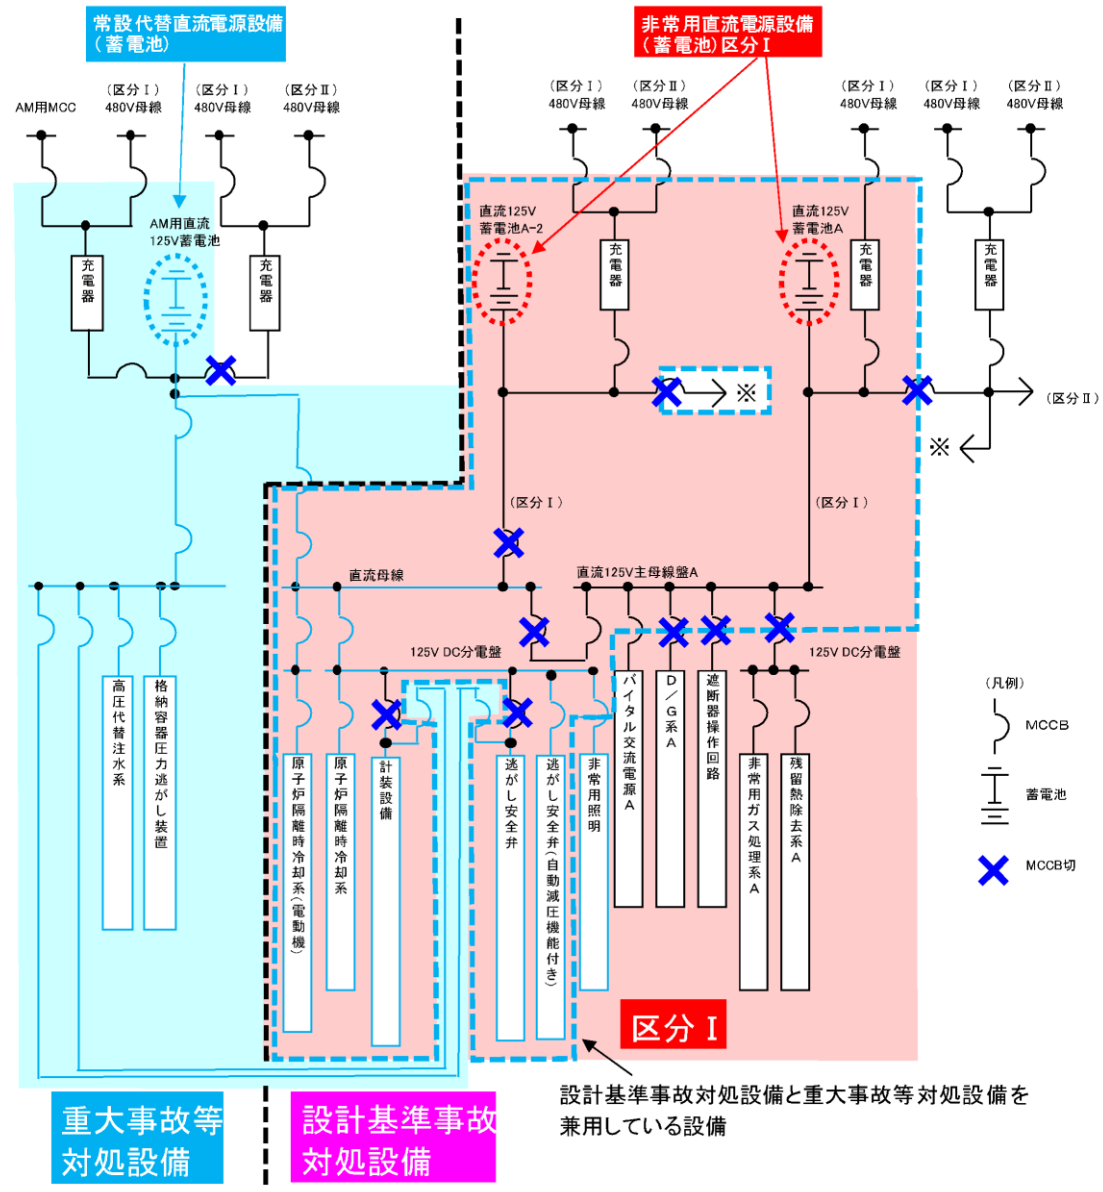 常設代替直流電源設備
(蓄電池)
非常用直流電源設備
(蓄電池)区分Ⅰ
AM用MCC
(区分Ⅰ)
480V母線
(区分Ⅰ)
480V母線
(区分Ⅱ)
480V母線
(区分Ⅰ)
480V母線
(区分Ⅱ)
480V母線
(区分Ⅰ)
480V母線
(区分Ⅰ)
480V母線
(区分Ⅱ)
480V母線
AM用直流
125V蓄電池
充電器
充電器
直流125V
蓄電池A-2
充電器
直流125V
蓄電池A
充電器
充電器
※
(区分Ⅱ)
※
(区分Ⅰ)
(区分Ⅰ)
直流母線
直流125V主母線盤A
125V DC分電盤
125V DC分電盤
高圧代替注水系
格納容器圧力逃がし装置
原子炉隔離時冷却系(電動機)
原子炉隔離時冷却系
計装設備
逃がし安全弁
逃がし安全弁(自動減圧機能付き)
非常用照明
バイタル交流電源A
D/G系A
遮断器操作回路
非常用ガス処理系A
残留熱除去系A
(凡例)
MCCB
蓄電池
MCCB切
区分Ⅰ
設計基準事故対処設備と重大事故等対処設備を
兼用している設備
重大事故等
対処設備
設計基準事故
対処設備